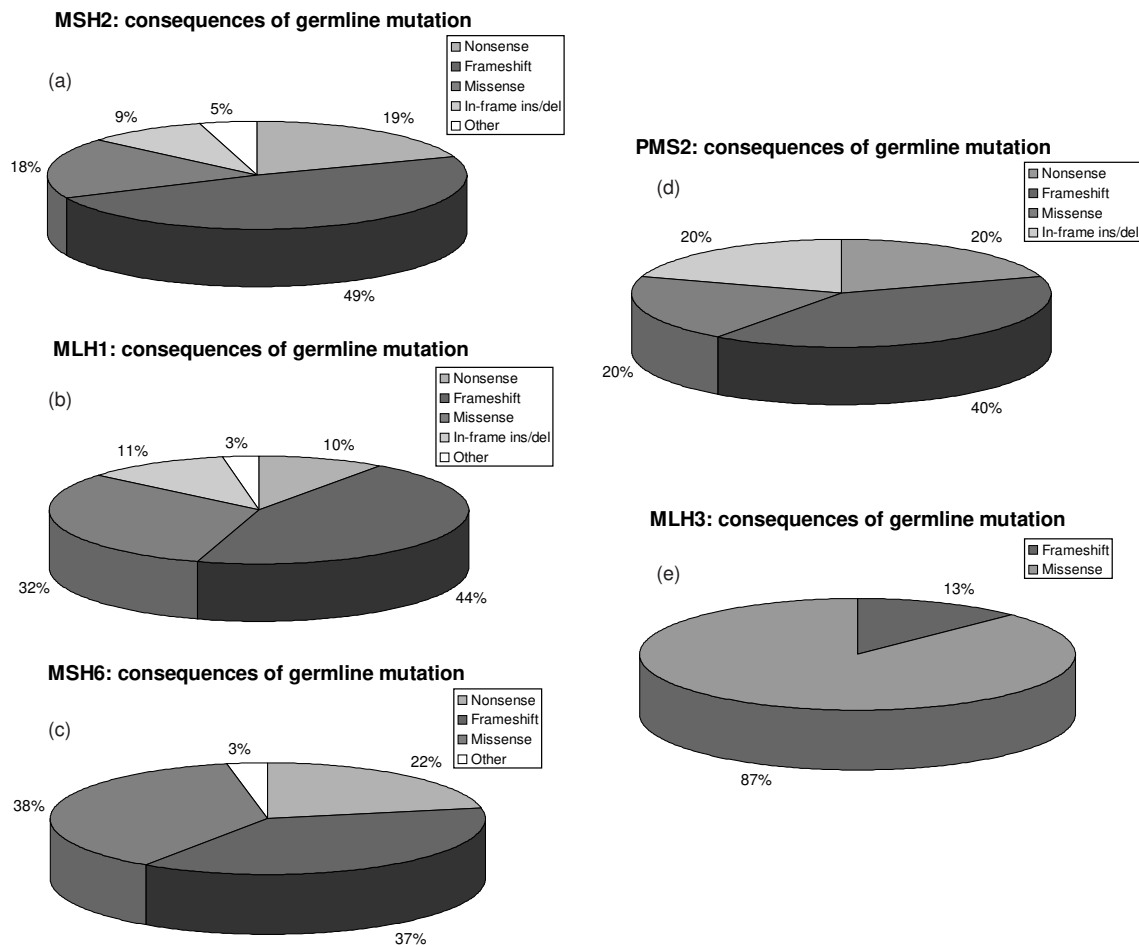 MSH2: consequences of germline mutation
Nonsense
Frameshift
Missense
In-frame ins/del
Other
(a)
9%
5%
19%
18%
49%
MLH1: consequences of germline mutation
Nonsense
Frameshift
Missense
In-frame ins/del
Other
(b)
11%
3%
10%
32%
44%
MSH6: consequences of germline mutation
Nonsense
Frameshift
Missense
Other
(c)
3%
22%
38%
37%
PMS2: consequences of germline mutation
Nonsense
Frameshift
Missense
In-frame ins/del
(d)
20%
20%
20%
40%
MLH3: consequences of germline mutation
Frameshift
Missense
(e)
13%
87%